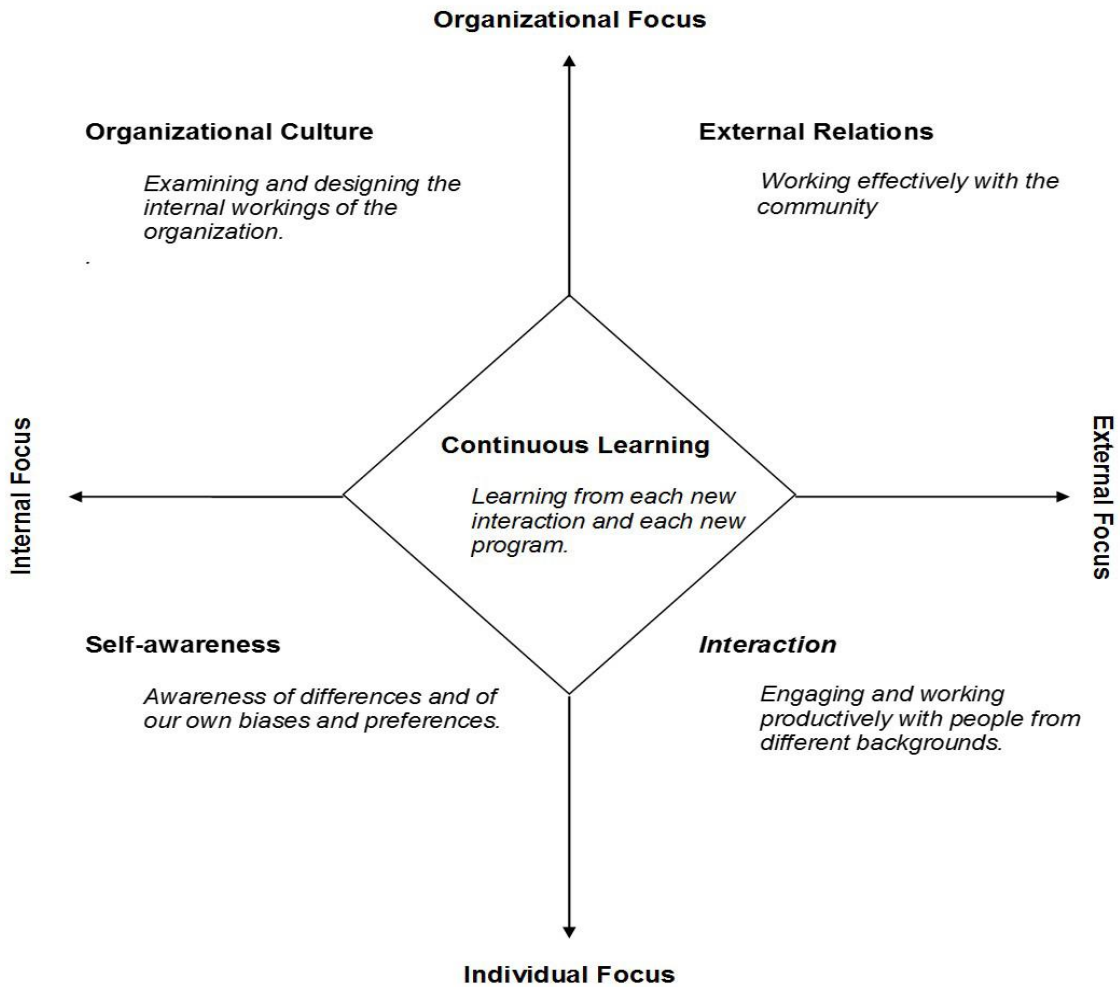 Organizational Focus
Organizational Culture
Examining and designing the
internal workings of the
organization.
.
External Relations
Working effectively with the
community
Internal Focus
Continuous Learning
Learning from each new
interaction and each new
program.
External Focus
Self-awareness
Awareness of differences and of
our own biases and preferences.
Interaction
Engaging and working
productively with people from
different backgrounds.
Individual Focus